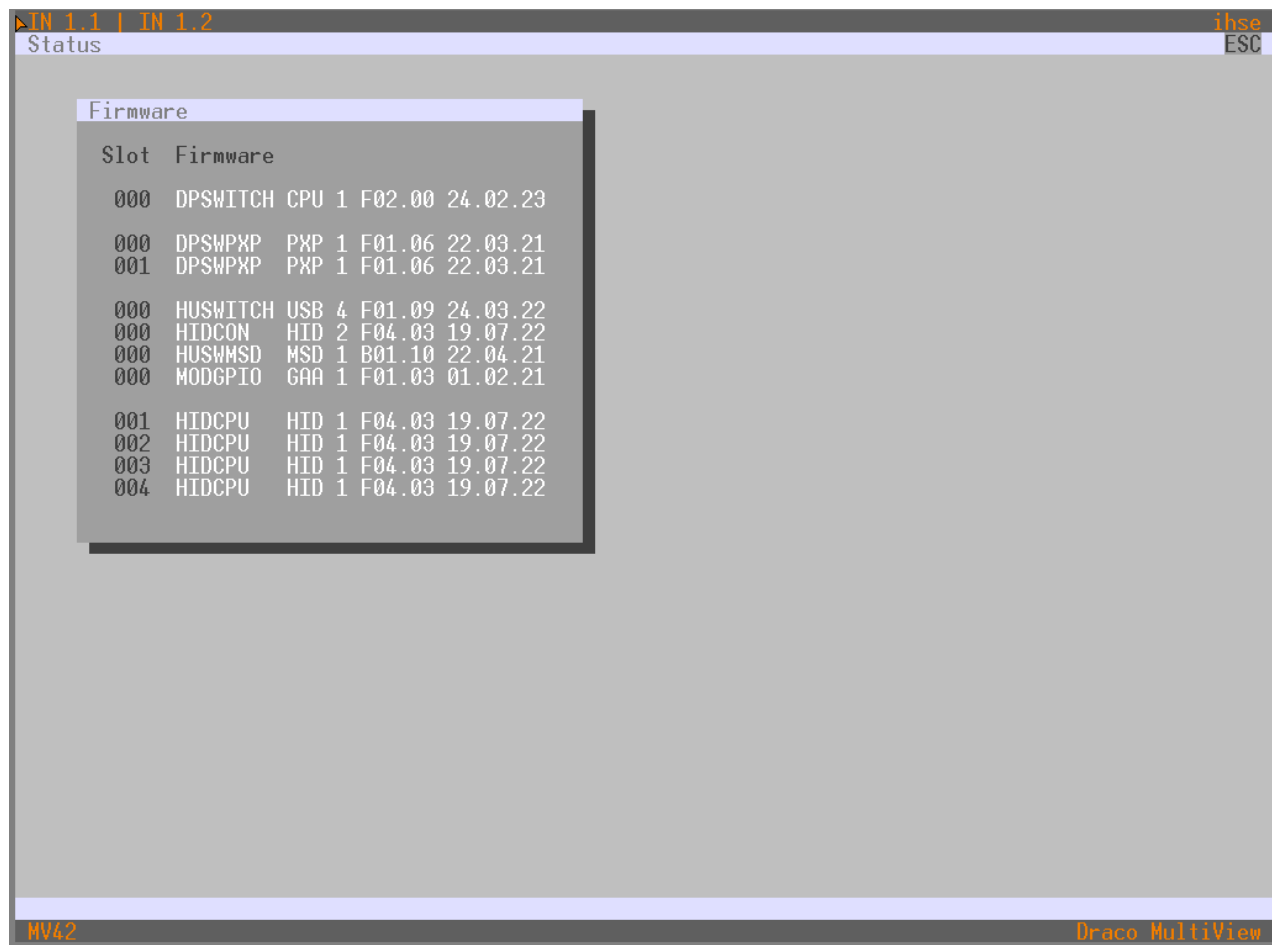 IN 1.1 | IN 1.2 ihse
Status ESC
Firmware
Slot Firmware
000 DPSWITCH CPU 1 F02.00 24.02.23
000 DPSWPXP PXP 1 F01.06 22.03.21
001 DPSWPXP PXP 1 F01.06 22.03.21
000 HUSWITCH USB 4 F01.09 24.03.22
000 HIDCON HID 2 F04.03 19.07.22
000 HUSWMSD MSD 1 B01.10 22.04.21
000 MODGPIO GAA 1 F01.03 01.02.21
001 HIDCPU HID 1 F04.03 19.07.22
002 HIDCPU HID 1 F04.03 19.07.22
003 HIDCPU HID 1 F04.03 19.07.22
004 HIDCPU HID 1 F04.03 19.07.22
MV42 Draco MultiView